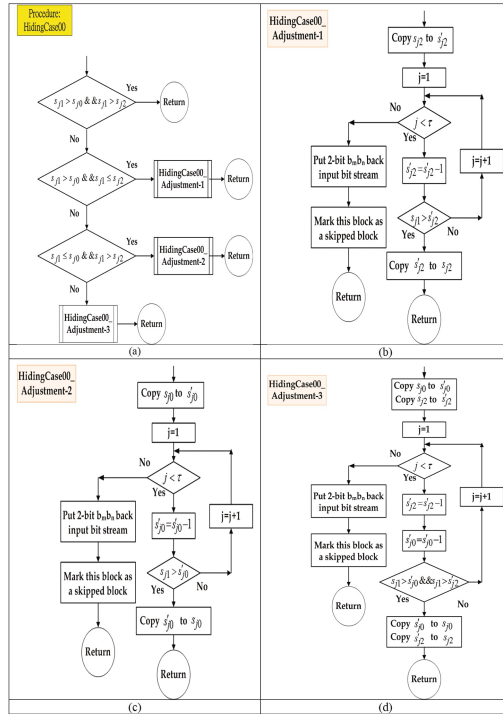 Procedure:
HidingCase00
s_j1 > s_j0 & & s_j1 > s_j2
Yes
Return
No
s_j1 > s_j0 & & s_j1 ≤ s_j2
Yes
HidingCase00_
Adjustment-1
Return
No
s_j1 ≤ s_j0 & & s_j1 > s_j2
Yes
HidingCase00_
Adjustment-2
Return
No
HidingCase00_
Adjustment-3
Return
(a)
HidingCase00_
Adjustment-1
Copy s_j2 to s'_j2
j=1
No
j < τ
Yes
Put 2-bit b_m b_n back
input bit stream
s'_j2 = s'_j2 -1
j=j+1
Mark this block as
a skipped block
s_j1 > s'_j2
Yes
No
Copy s'_j2 to s_j2
Return
Return
(b)
HidingCase00_
Adjustment-2
Copy s_j0 to s'_j0
j=1
No
j < τ
Yes
Put 2-bit b_m b_n back
input bit stream
s'_j0 = s'_j0 -1
j=j+1
Mark this block as
a skipped block
s_j1 > s'_j0
Yes
No
Copy s'_j0 to s_j0
Return
Return
(c)
HidingCase00_
Adjustment-3
Copy s_j0 to s'_j0
Copy s_j2 to s'_j2
j=1
No
j < τ
Yes
Put 2-bit b_m b_n back
input bit stream
s'_j2 = s'_j2 -1
j=j+1
Mark this block as
a skipped block
s'_j0 = s'_j0 -1
s_j1 > s'_j0 && s_j1 > s'_j2
Yes
No
Return
Copy s'_j0 to s_j0
Copy s'_j2 to s_j2
Return
(d)